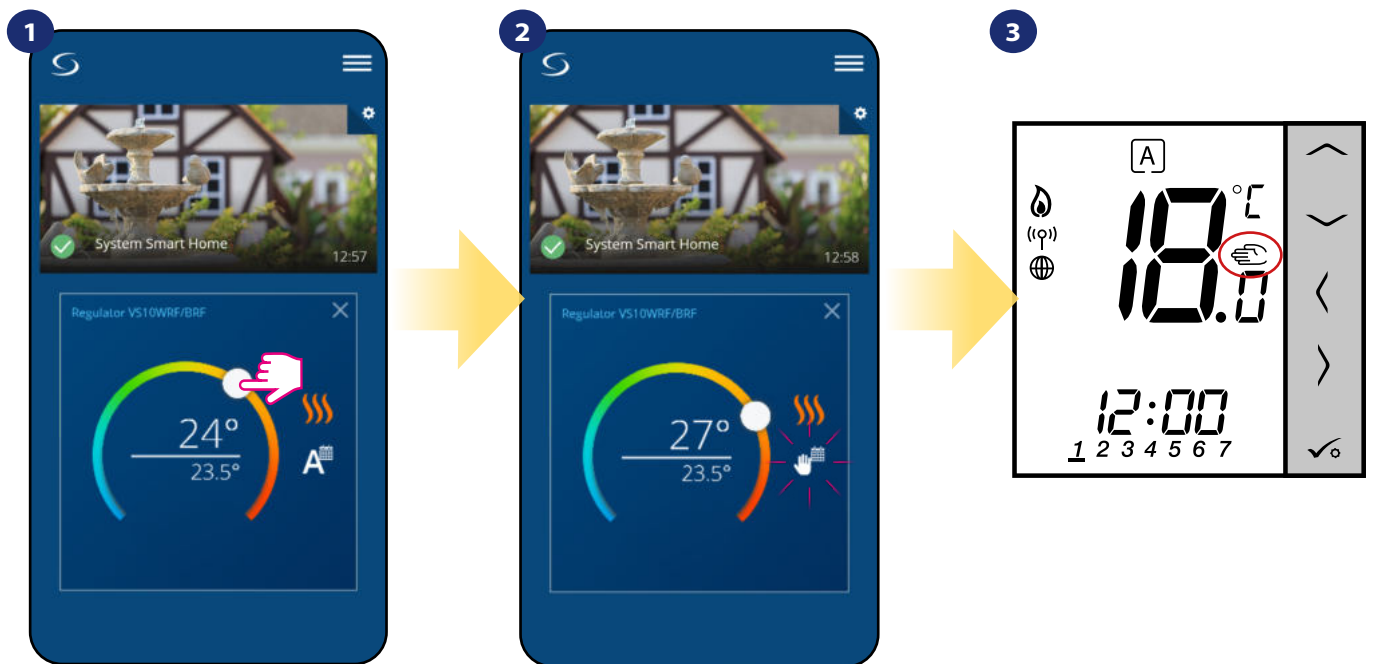 1
System Smart Home
12:57
Regulator VS10WRF/BRF
24°
23.5°
A
2
System Smart Home
12:58
Regulator VS10WRF/BRF
27°
23.5°
3
A
18.0 °C
12:00
1 2 3 4 5 6 7